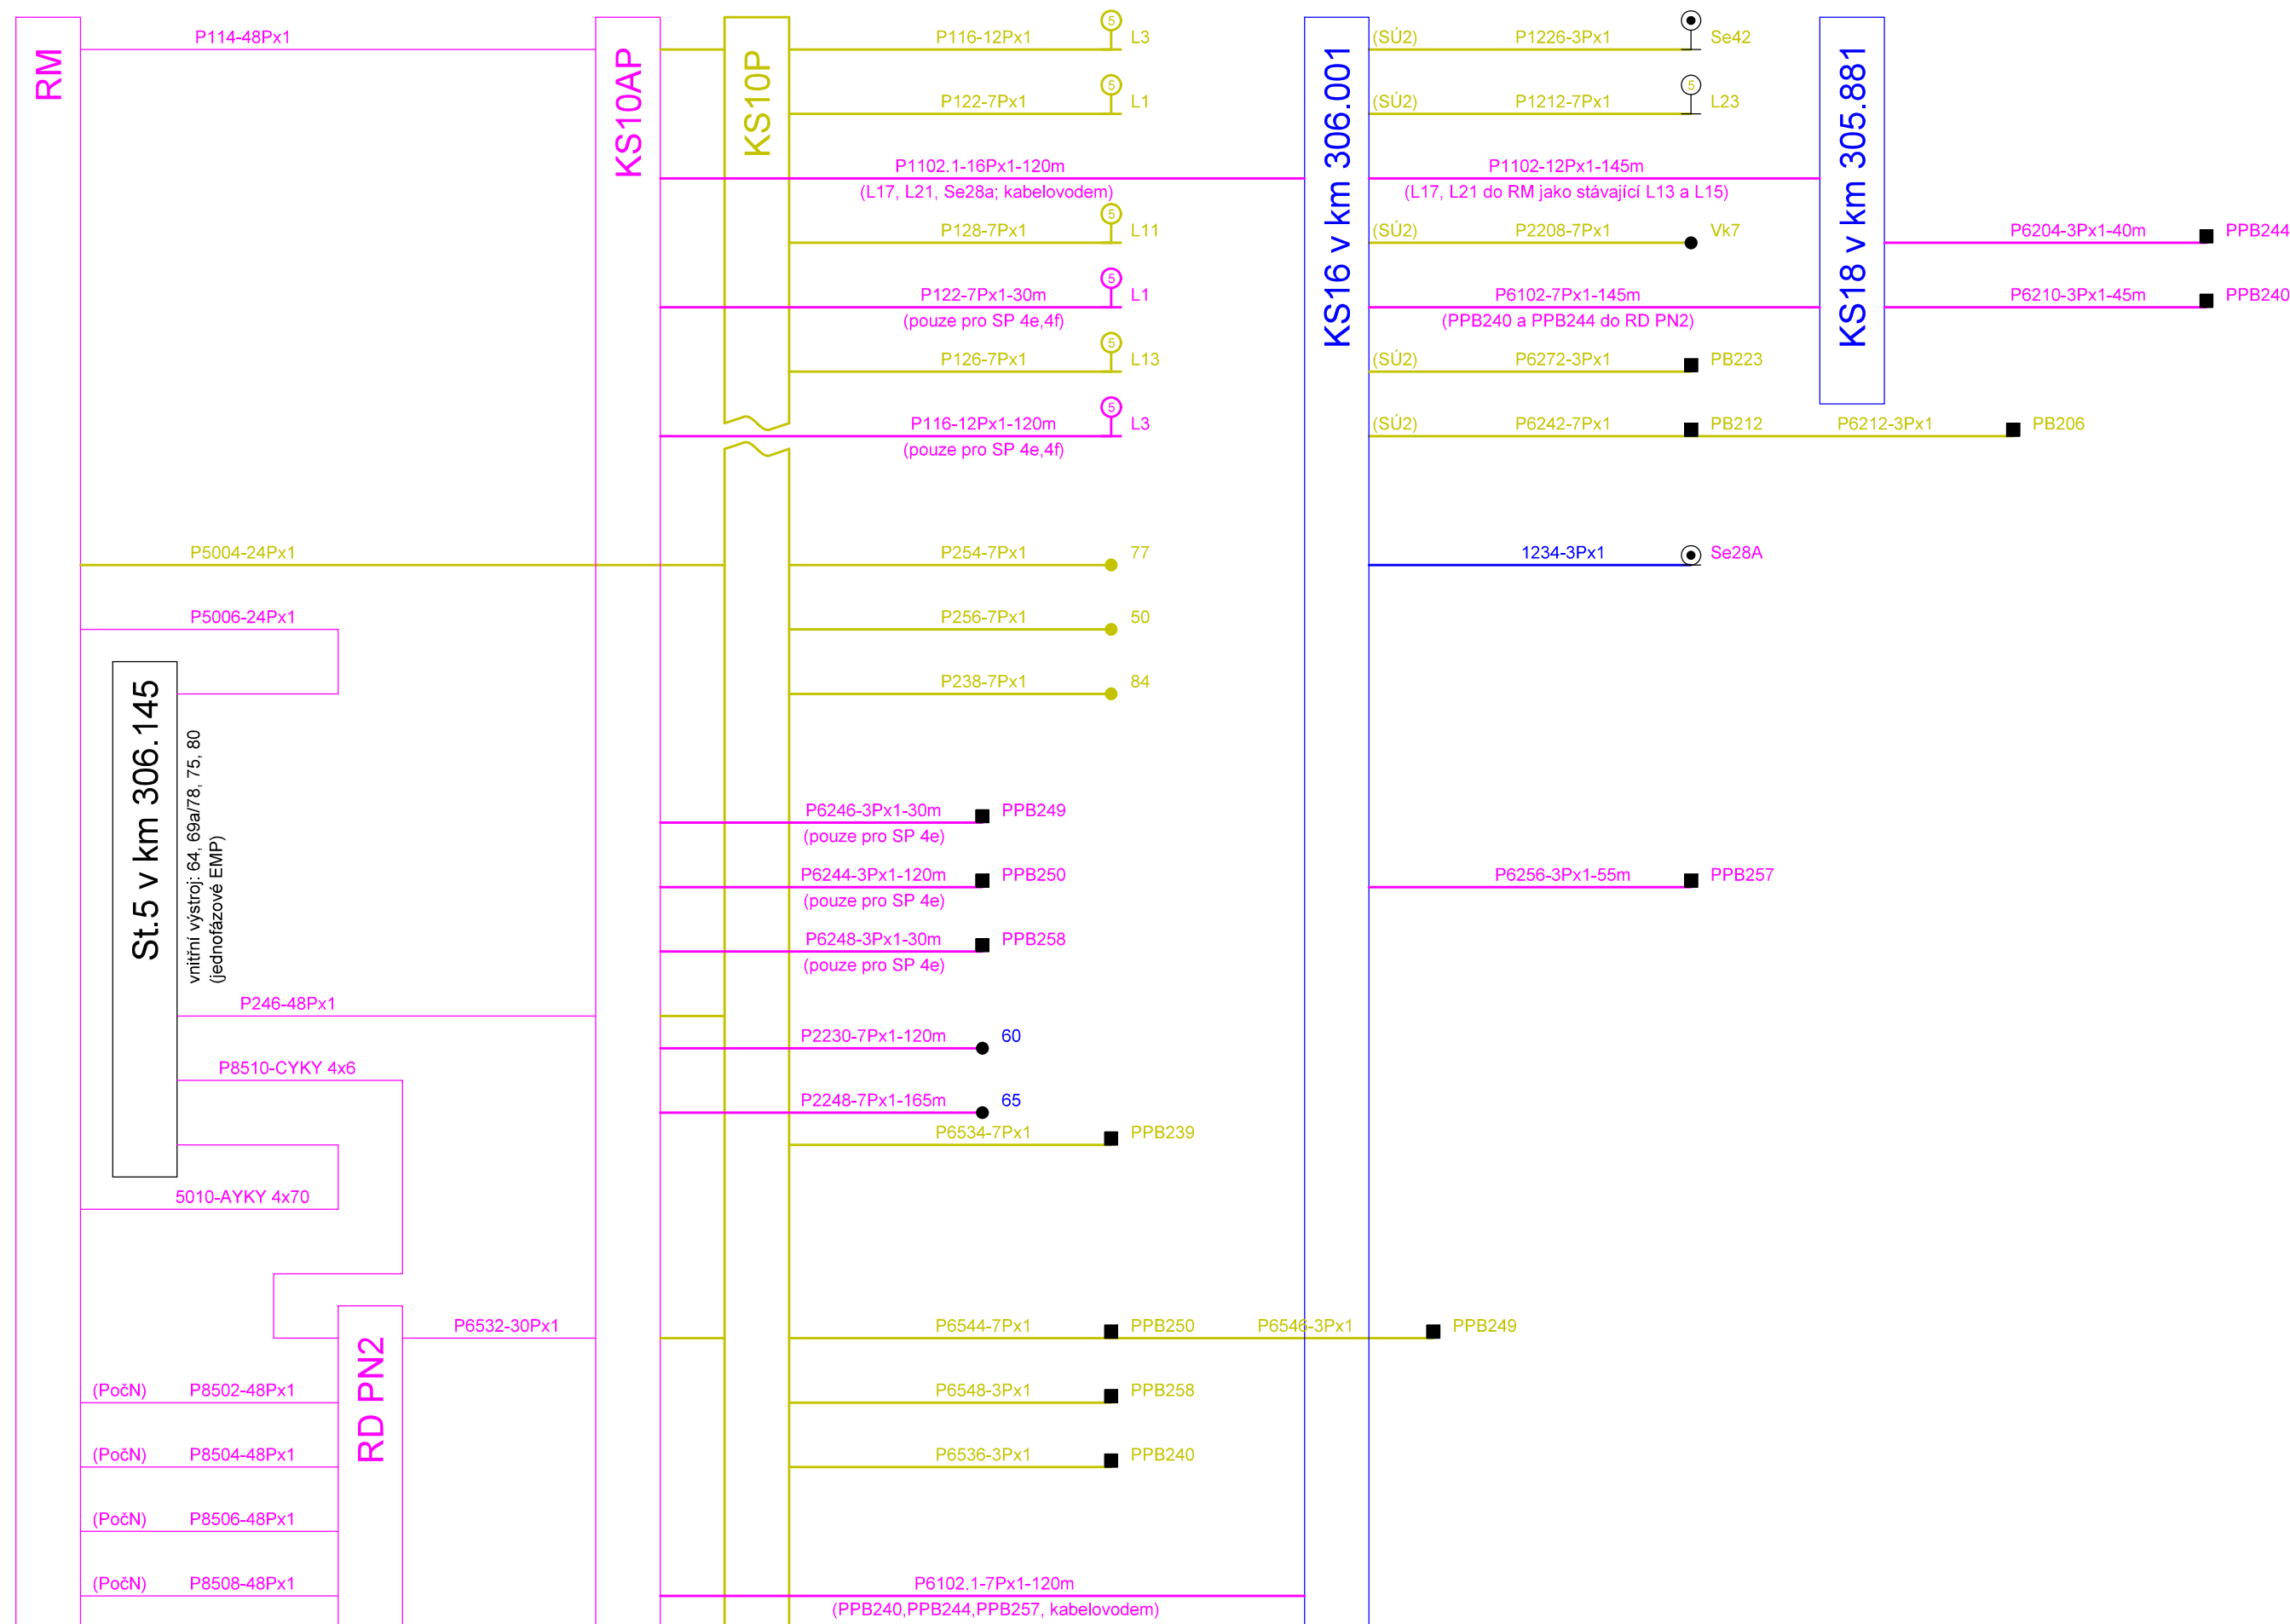 RM
P114-48Px1
KS10AP
KS10P
P116-12Px1
5
L3
KS16 v km 306.001
(SÚ2)
P1226-3Px1
Se42
KS18 v km 305.881
P122-7Px1
5
L1
(SÚ2)
P1212-7Px1
5
L23
P1102.1-16Px1-120m
(L17, L21, Se28a; kabelovodem)
P1102-12Px1-145m
(L17, L21 do RM jako stávající L13 a L15)
P128-7Px1
5
L11
(SÚ2)
P2208-7Px1
Vk7
P6204-3Px1-40m
PPB244
P122-7Px1-30m
5
L1
(pouze pro SP 4e,4f)
P6102-7Px1-145m
(PPB240 a PPB244 do RD PN2)
P6210-3Px1-45m
PPB240
P126-7Px1
5
L13
(SÚ2)
P6272-3Px1
PB223
P116-12Px1-120m
5
L3
(pouze pro SP 4e,4f)
(SÚ2)
P6242-7Px1
PB212
P6212-3Px1
PB206
P5004-24Px1
P254-7Px1
77
1234-3Px1
Se28A
P5006-24Px1
P256-7Px1
50
St.5 v km 306.145
vnitřní výstroj: 64, 69a/78, 75, 80
(jednofázové EMP)
P238-7Px1
84
P6246-3Px1-30m
PPB249
(pouze pro SP 4e)
P6244-3Px1-120m
PPB250
(pouze pro SP 4e)
P6256-3Px1-55m
PPB257
P6248-3Px1-30m
PPB258
(pouze pro SP 4e)
P246-48Px1
P2230-7Px1-120m
60
P8510-CYKY 4x6
P2248-7Px1-165m
65
P6534-7Px1
PPB239
5010-AYKY 4x70
RD PN2
P6532-30Px1
P6544-7Px1
PPB250
P6546-3Px1
PPB249
(PočN)
P8502-48Px1
P6548-3Px1
PPB258
(PočN)
P8504-48Px1
P6536-3Px1
PPB240
(PočN)
P8506-48Px1
(PočN)
P8508-48Px1
P6102.1-7Px1-120m
(PPB240,PPB244,PPB257, kabelovodem)